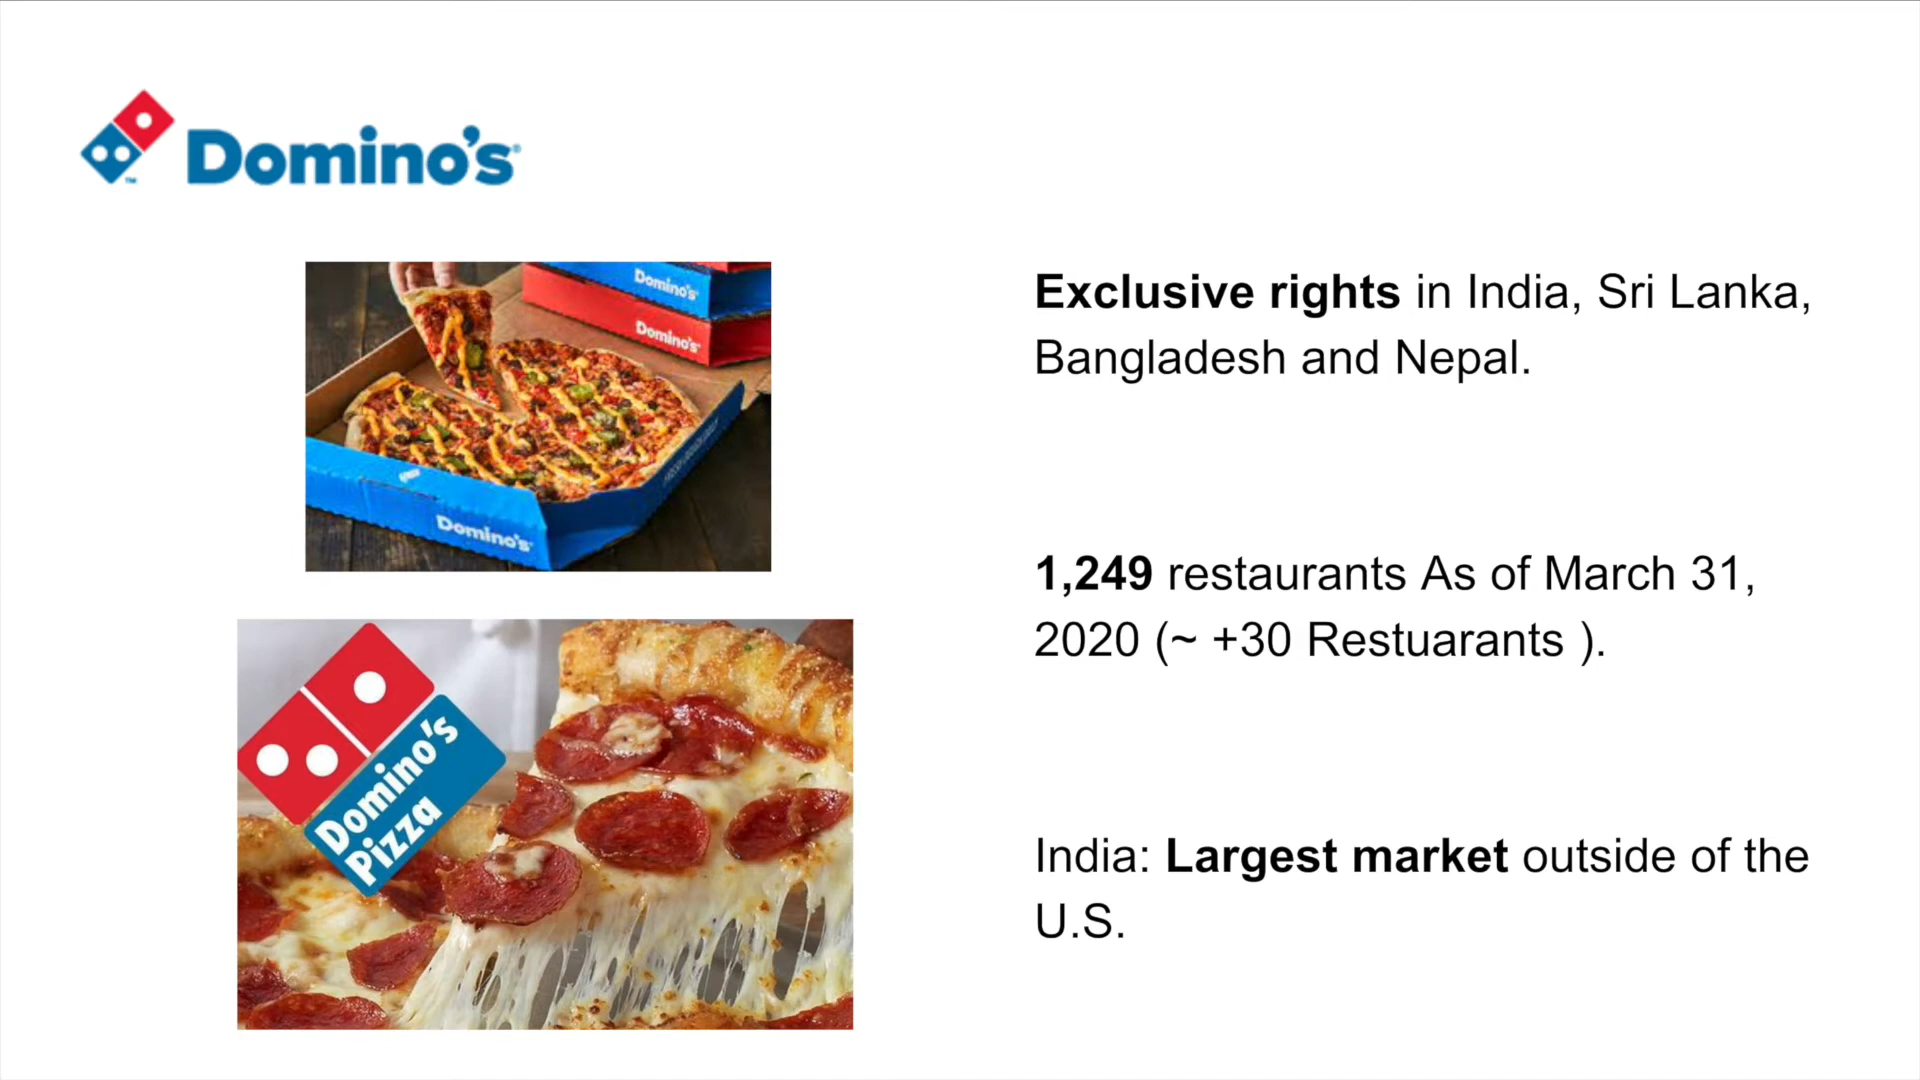 Domino's
Exclusive rights in India, Sri Lanka,
Bangladesh and Nepal.
Domino's
Domino's
Domino's
1,249 restaurants As of March 31,
2020 (~ +30 Restuarants ).
Domino's
Pizza
India: Largest market outside of the
U.S.